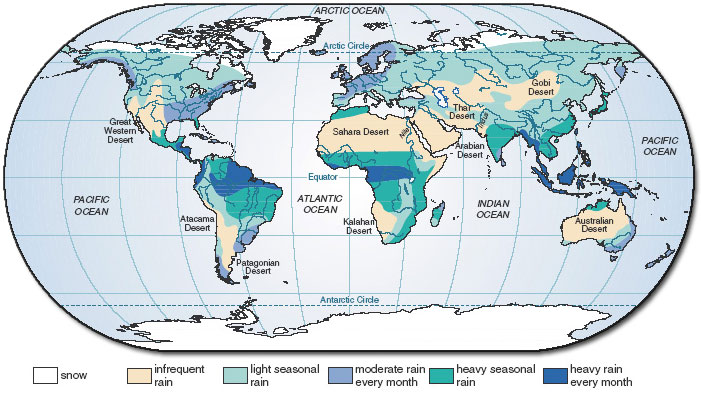 ARCTIC OCEAN
Arctic Circle
Gobi
Desert
Great
Western
Desert
Sahara Desert
Nile
Thar
Desert
Indus
Arabian
Desert
PACIFIC
OCEAN
PACIFIC
OCEAN
Equator
ATLANTIC
OCEAN
INDIAN
OCEAN
Atacama
Desert
Kalahari
Desert
Australian
Desert
Patagonian
Desert
Antarctic Circle
snow
infrequent
rain
light seasonal
rain
moderate rain
every month
heavy seasonal
rain
heavy rain
every month